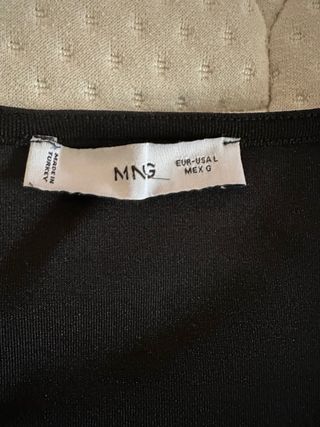 MADE IN
TURKEY
MNG
EUR-USA L
MEX G